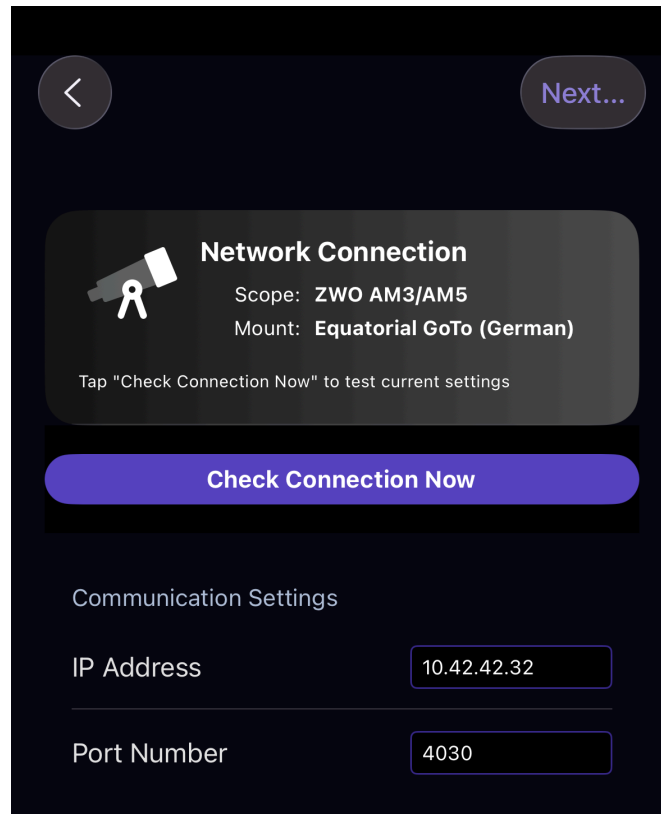 Next...
Network Connection
Scope: ZWO AM3/AM5
Mount: Equatorial GoTo (German)
Tap "Check Connection Now" to test current settings
Check Connection Now
Communication Settings
IP Address 10.42.42.32
Port Number 4030